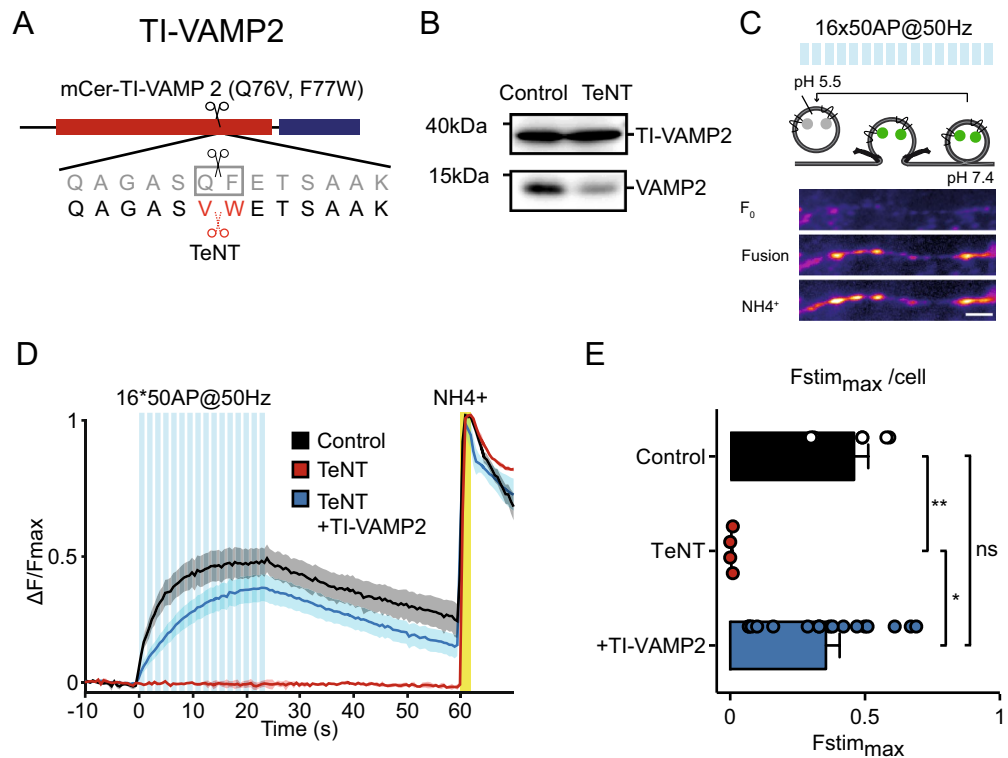 A
TI-VAMP2
mCer-TI-VAMP 2 (Q76V, F77W)
Q A G A S Q F E T S A A K
Q A G A S V W E T S A A K
TeNT
B
Control TeNT
40kDa
TI-VAMP2
15kDa
VAMP2
C
16x50AP@50Hz
pH 5.5
pH 7.4
F0
Fusion
NH4+
D
16*50AP@50Hz
NH4+
Control
TeNT
TeNT
+TI-VAMP2
1
0.5
0
ΔF/Fmax
-10 0 10 20 30 40 50 60
Time (s)
E
Fstimmax /cell
Control
TeNT
+TI-VAMP2
**
*
ns
0 0.5 1
Fstimmax